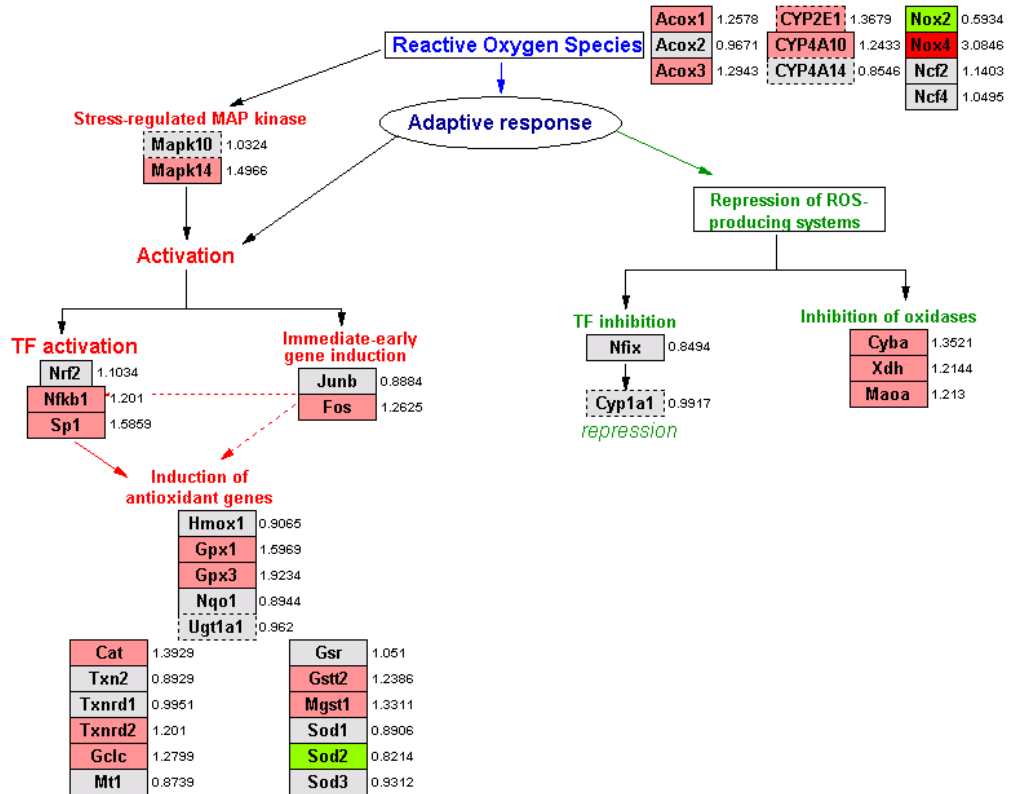 Reactive Oxygen Species
Acox1 1.2578
Acox2 0.9671
Acox3 1.2943
CYP2E1 1.3679
CYP4A10 1.2433
CYP4A14 0.8546
Nox2 0.5934
Nox4 3.0846
Ncf2 1.1403
Ncf4 1.0495
Adaptive response
Stress-regulated MAP kinase
Mapk10 1.0324
Mapk14 1.4966
Repression of ROS-
producing systems
Activation
TF activation
Nrf2 1.1034
Nfkb1 1.201
Sp1 1.5859
Immediate-early
gene induction
Junb 0.8884
Fos 1.2625
TF inhibition
Nfix 0.8494
Cyp1a1 0.9917
repression
Inhibition of oxidases
Cyba 1.3521
Xdh 1.2144
Maoa 1.213
Induction of
antioxidant genes
Hmox1 0.9065
Gpx1 1.5969
Gpx3 1.9234
Nqo1 0.8944
Ugt1a1 0.962
Cat 1.3929
Txn2 0.8929
Txnrd1 0.9951
Txnrd2 1.201
Gclc 1.2799
Mt1 0.8739
Gsr 1.051
Gstt2 1.2386
Mgst1 1.3311
Sod1 0.8906
Sod2 0.8214
Sod3 0.9312